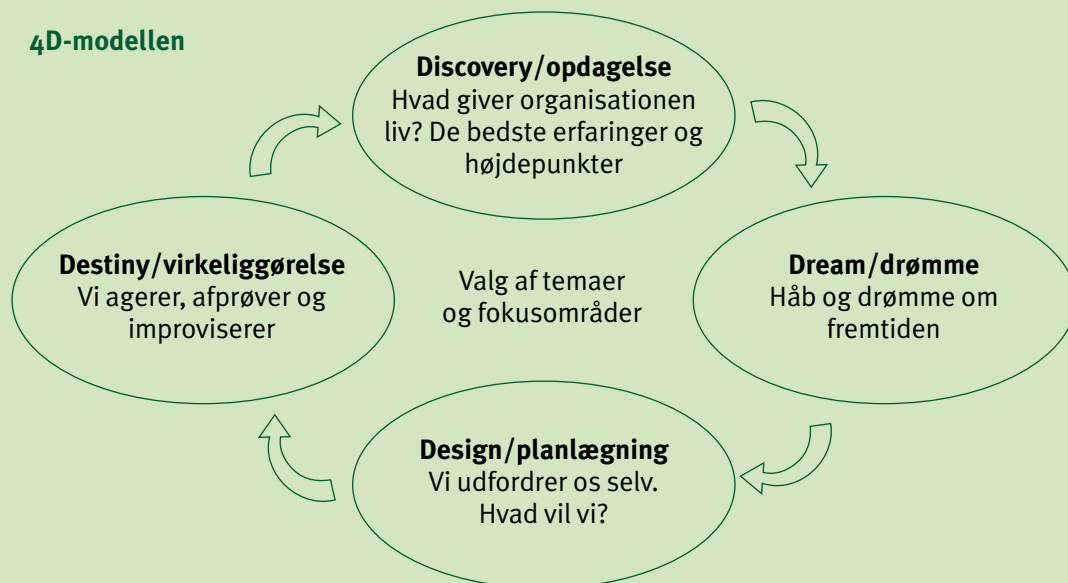 4D-modellen
Discovery/opdagelse
Hvad giver organisationen
liv? De bedste erfaringer og
højdepunkter
Destiny/virkeliggørelse
Vi agerer, afprøver og
improviserer
Valg af temaer
og fokusområder
Dream/drømme
Håb og drømme om
fremtiden
Design/planlægning
Vi udfordrer os selv.
Hvad vil vi?